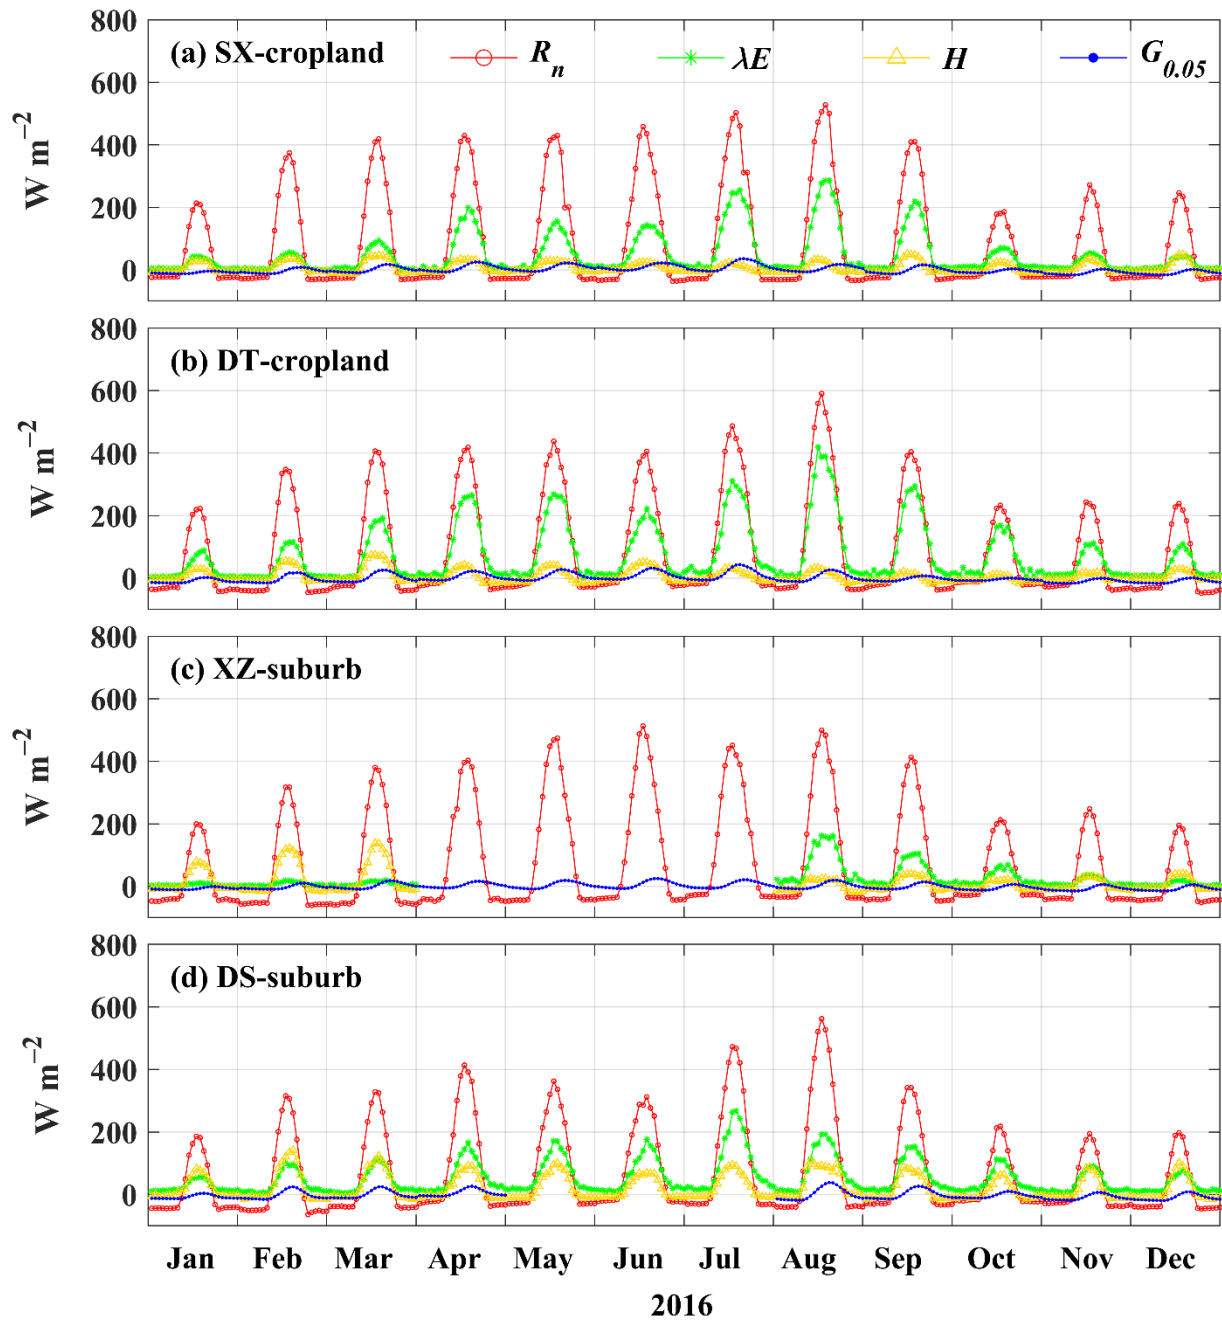 800
(a) SX-cropland R_n λE H G_0.05
600
400
200
0
W m⁻²
800
(b) DT-cropland
600
400
200
0
W m⁻²
800
(c) XZ-suburb
600
400
200
0
W m⁻²
800
(d) DS-suburb
600
400
200
0
W m⁻²
Jan Feb Mar Apr May Jun Jul Aug Sep Oct Nov Dec
2016